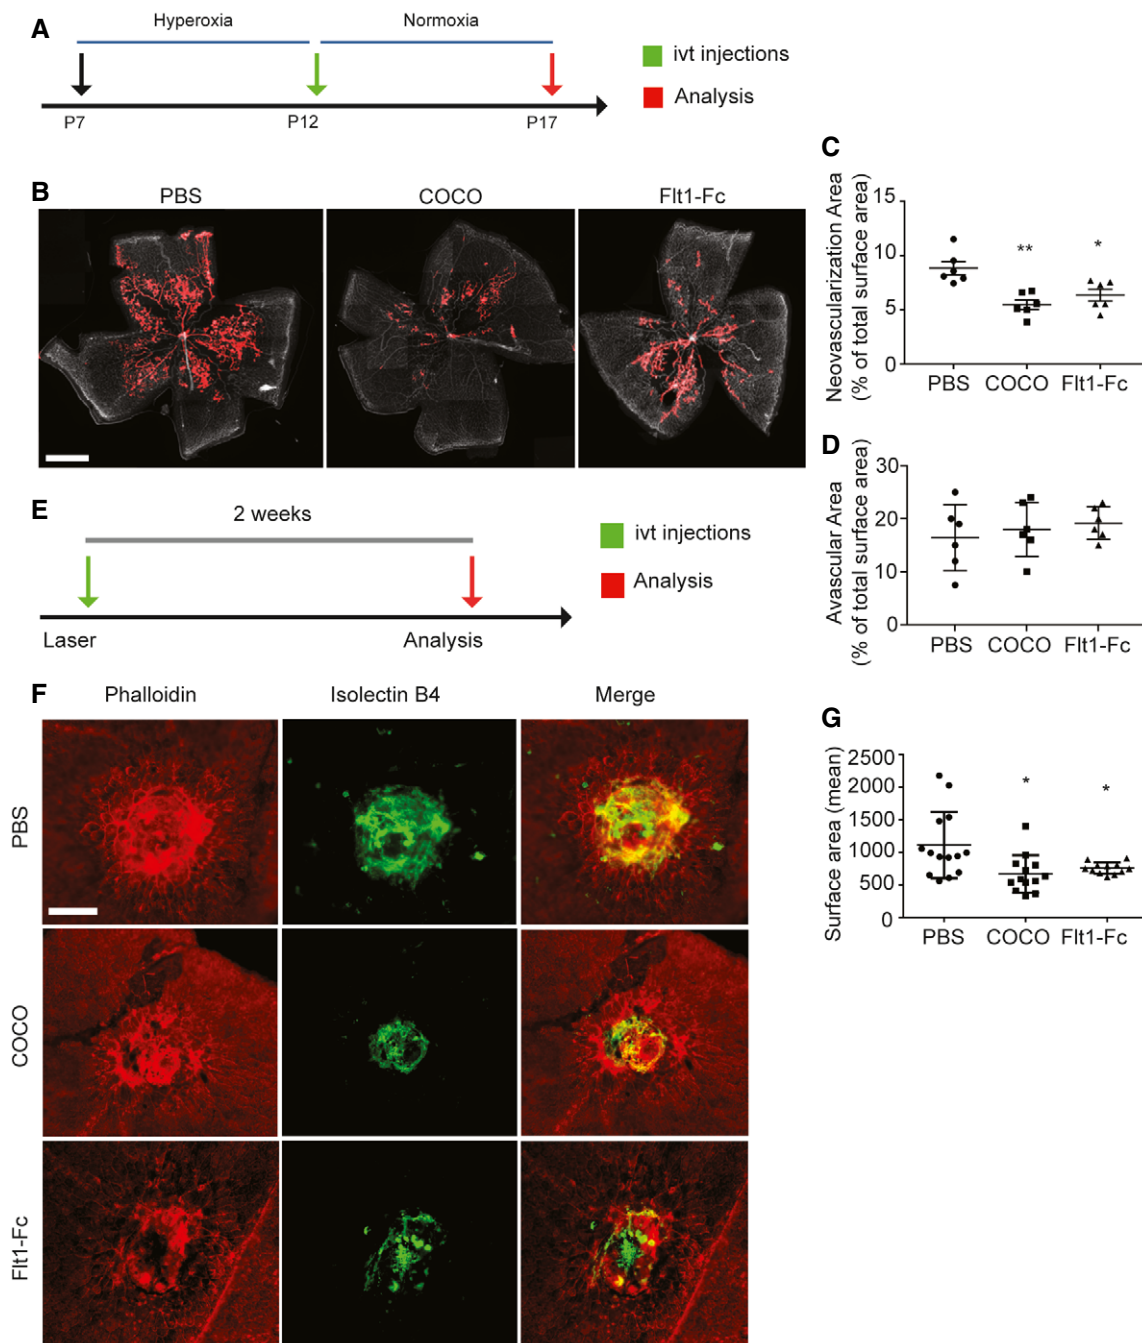 A
Hyperoxia
Normoxia
P7
P12
P17
ivt injections
Analysis
B
PBS
COCO
Flt1-Fc
C
Neovascularization Area
(% of total surface area)
15
10
5
0
**
*
PBS
COCO
Flt1-Fc
D
Avascular Area
(% of total surface area)
30
20
10
0
PBS
COCO
Flt1-Fc
E
2 weeks
Laser
Analysis
ivt injections
Analysis
F
Phalloidin
Isolectin B4
Merge
PBS
COCO
Flt1-Fc
G
Surface area (mean)
2500
2000
1500
1000
500
0
*
*
PBS
COCO
Flt1-Fc